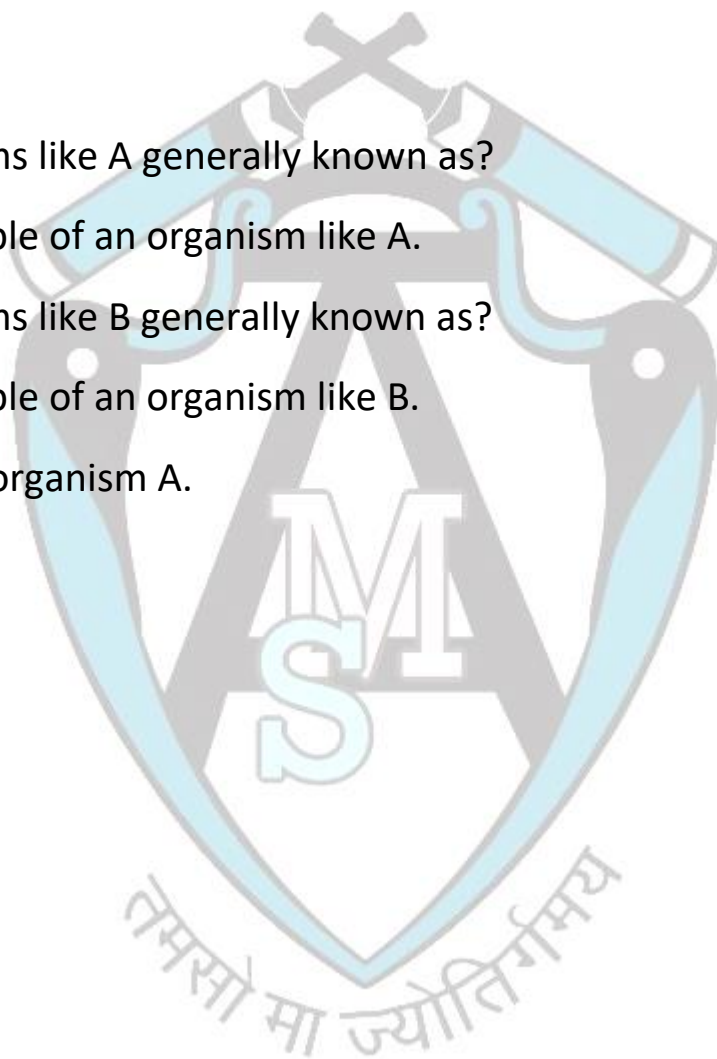 ns like A generally known as?
ple of an organism like A.
ns like B generally known as?
ple of an organism like B.
organism A.
A
M
S
तमसो मा ज्योतिर्गमय